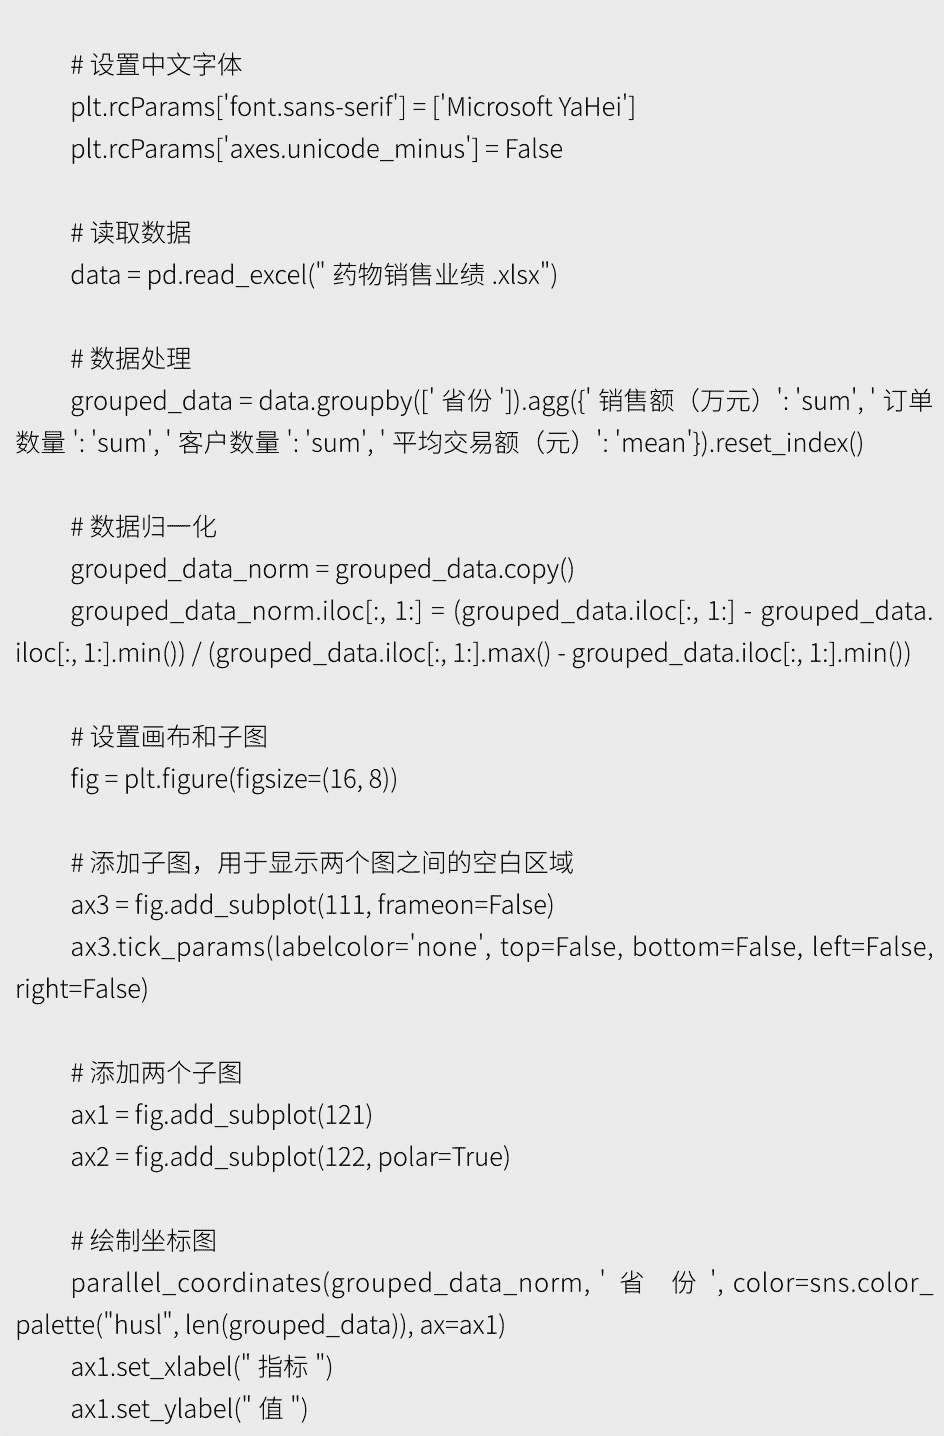 # 设置中文字体
plt.rcParams['font.sans-serif'] = ['Microsoft YaHei']
plt.rcParams['axes.unicode_minus'] = False
# 读取数据
data = pd.read_excel(" 药物销售业绩 .xlsx")
# 数据处理
grouped_data = data.groupby([' 省份 ']).agg({' 销售额（万元）': 'sum', ' 订单
数量 ': 'sum', ' 客户数量 ': 'sum', ' 平均交易额（元）': 'mean'}).reset_index()
# 数据归一化
grouped_data_norm = grouped_data.copy()
grouped_data_norm.iloc[:, 1:] = (grouped_data.iloc[:, 1:] - grouped_data.
iloc[:, 1:].min()) / (grouped_data.iloc[:, 1:].max() - grouped_data.iloc[:, 1:].min())
# 设置画布和子图
fig = plt.figure(figsize=(16, 8))
# 添加子图，用于显示两个图之间的空白区域
ax3 = fig.add_subplot(111, frameon=False)
ax3.tick_params(labelcolor='none', top=False, bottom=False, left=False,
right=False)
# 添加两个子图
ax1 = fig.add_subplot(121)
ax2 = fig.add_subplot(122, polar=True)
# 绘制坐标图
parallel_coordinates(grouped_data_norm, ' 省 份 ', color=sns.color_
palette("husl", len(grouped_data)), ax=ax1)
ax1.set_xlabel(" 指标 ")
ax1.set_ylabel(" 值 ")